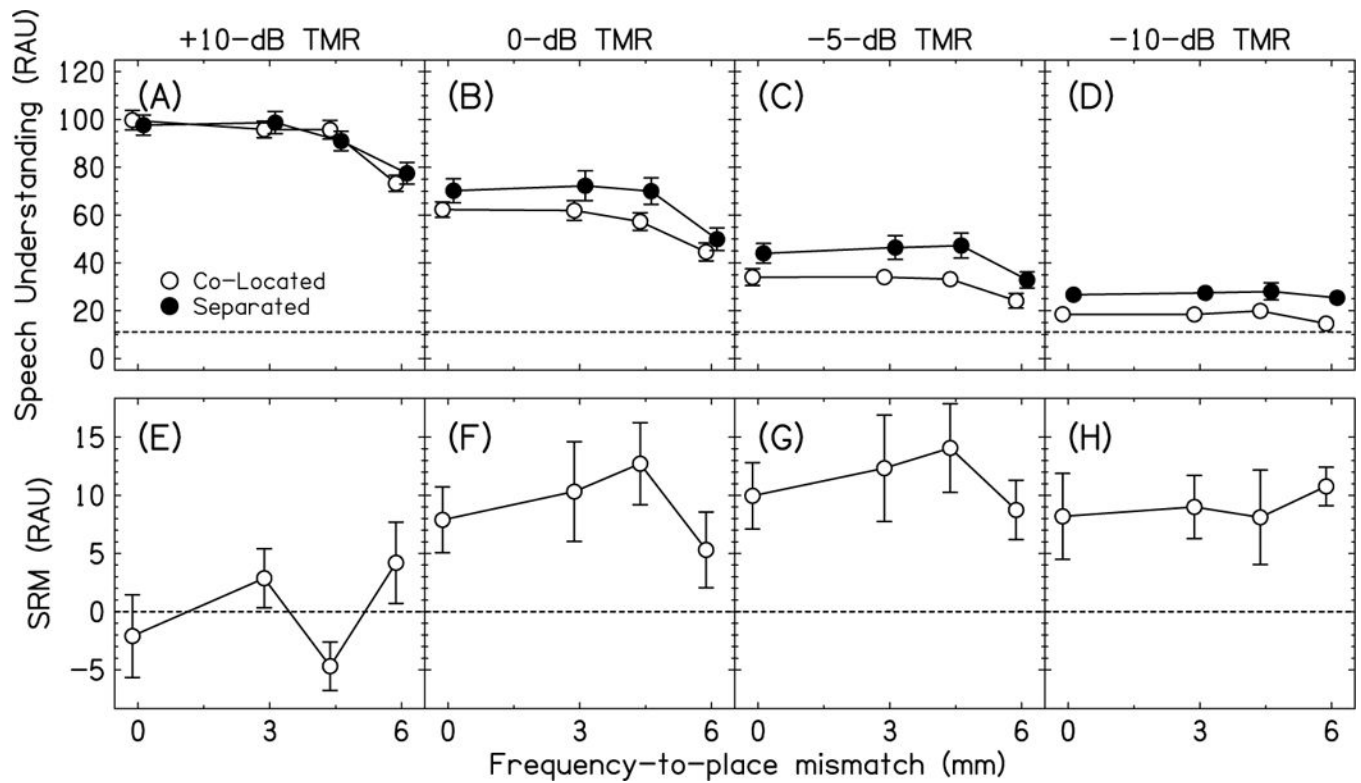 +10-dB TMR 0-dB TMR -5-dB TMR -10-dB TMR
Speech Understanding (RAU)
120
100
80
60
40
20
0
(A) (B) (C) (D)
Co-Located
Separated
SRM (RAU)
15
10
5
0
-5
(E) (F) (G) (H)
0 3 6 0 3 6 0 3 6 0 3 6
Frequency-to-place mismatch (mm)